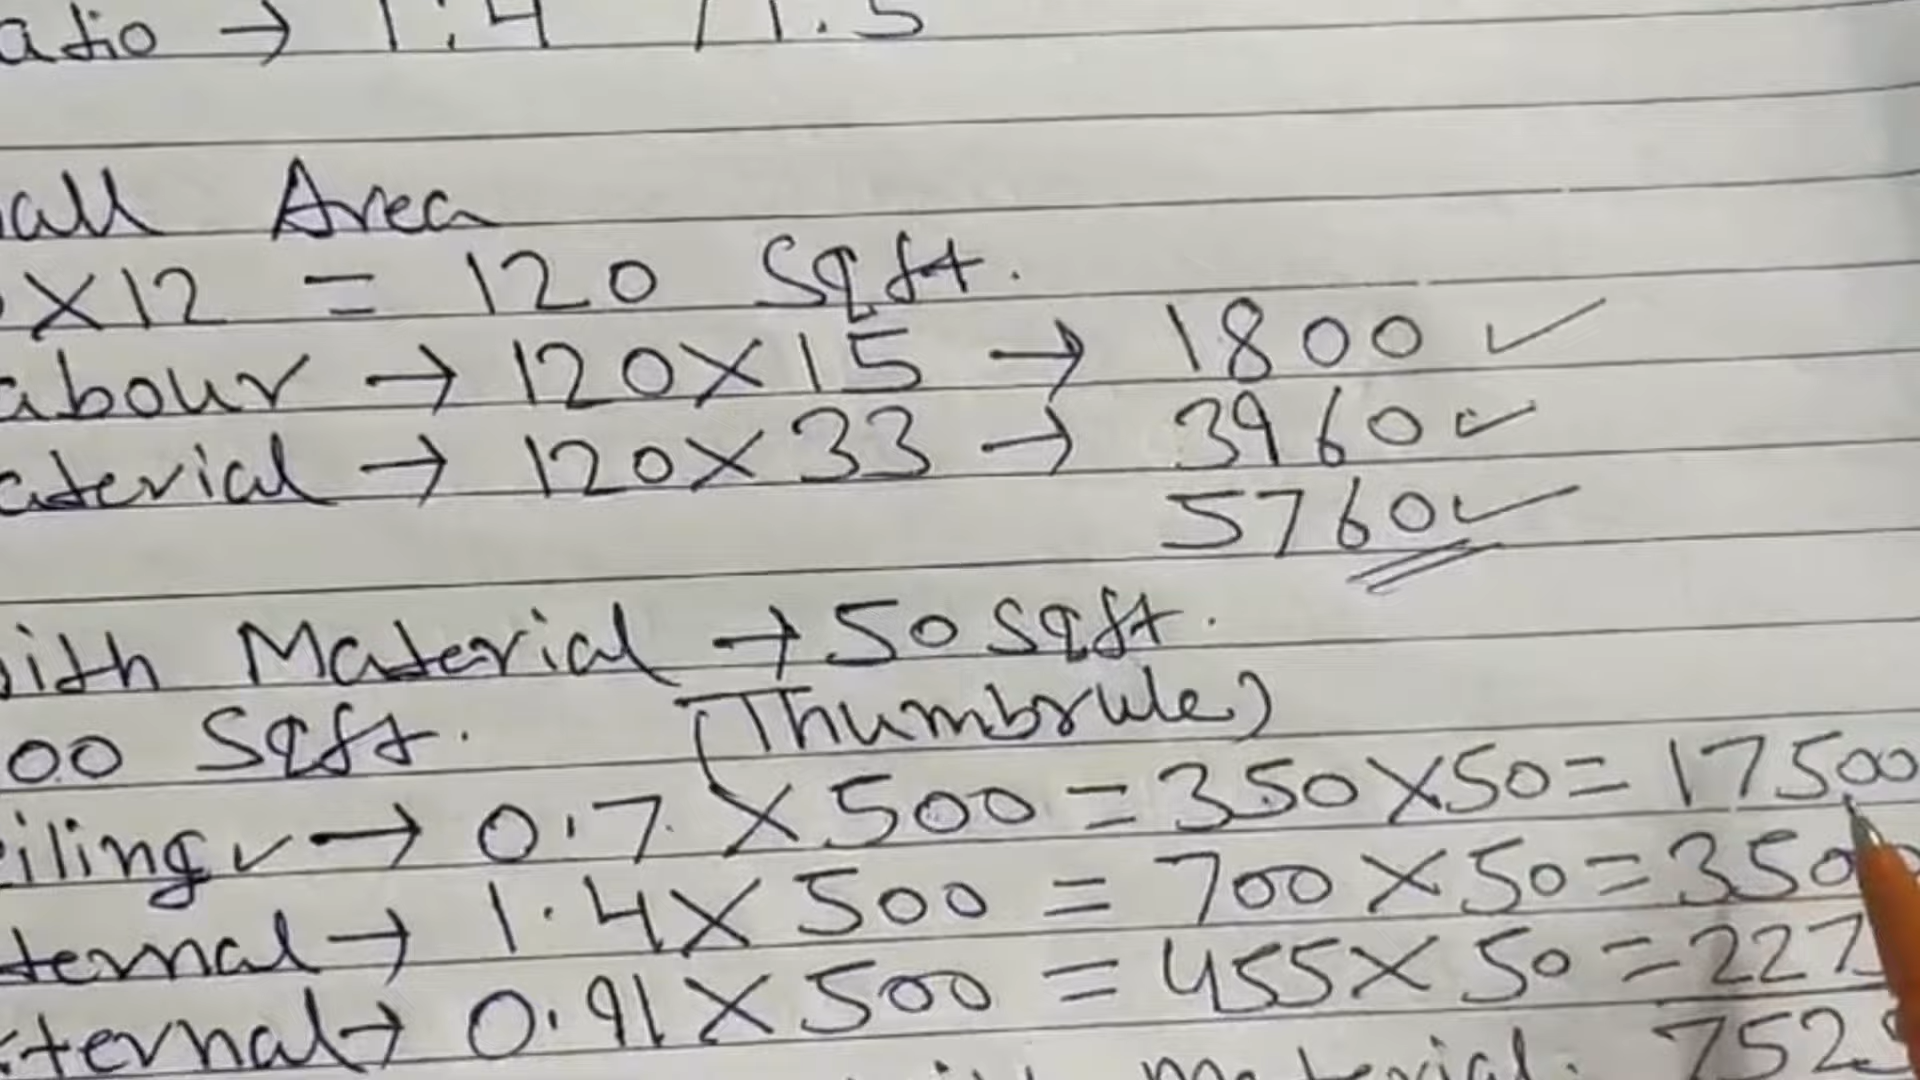 atio → 1:4 / 1:5
all Area
×12 = 120 Sqft.
abour → 120×15 → 1800 ✓
aterial → 120×33 → 3960 ✓
5760 ✓
ith Material → 50 Sqft.
00 Sqft. (Thumbrule)
iling ✓ → 0.7 × 500 = 350×50 = 17500
ternal → 1.4 × 500 = 700 × 50 = 350
ternal → 0.91 × 500 = 455 × 50 = 227
material. 752